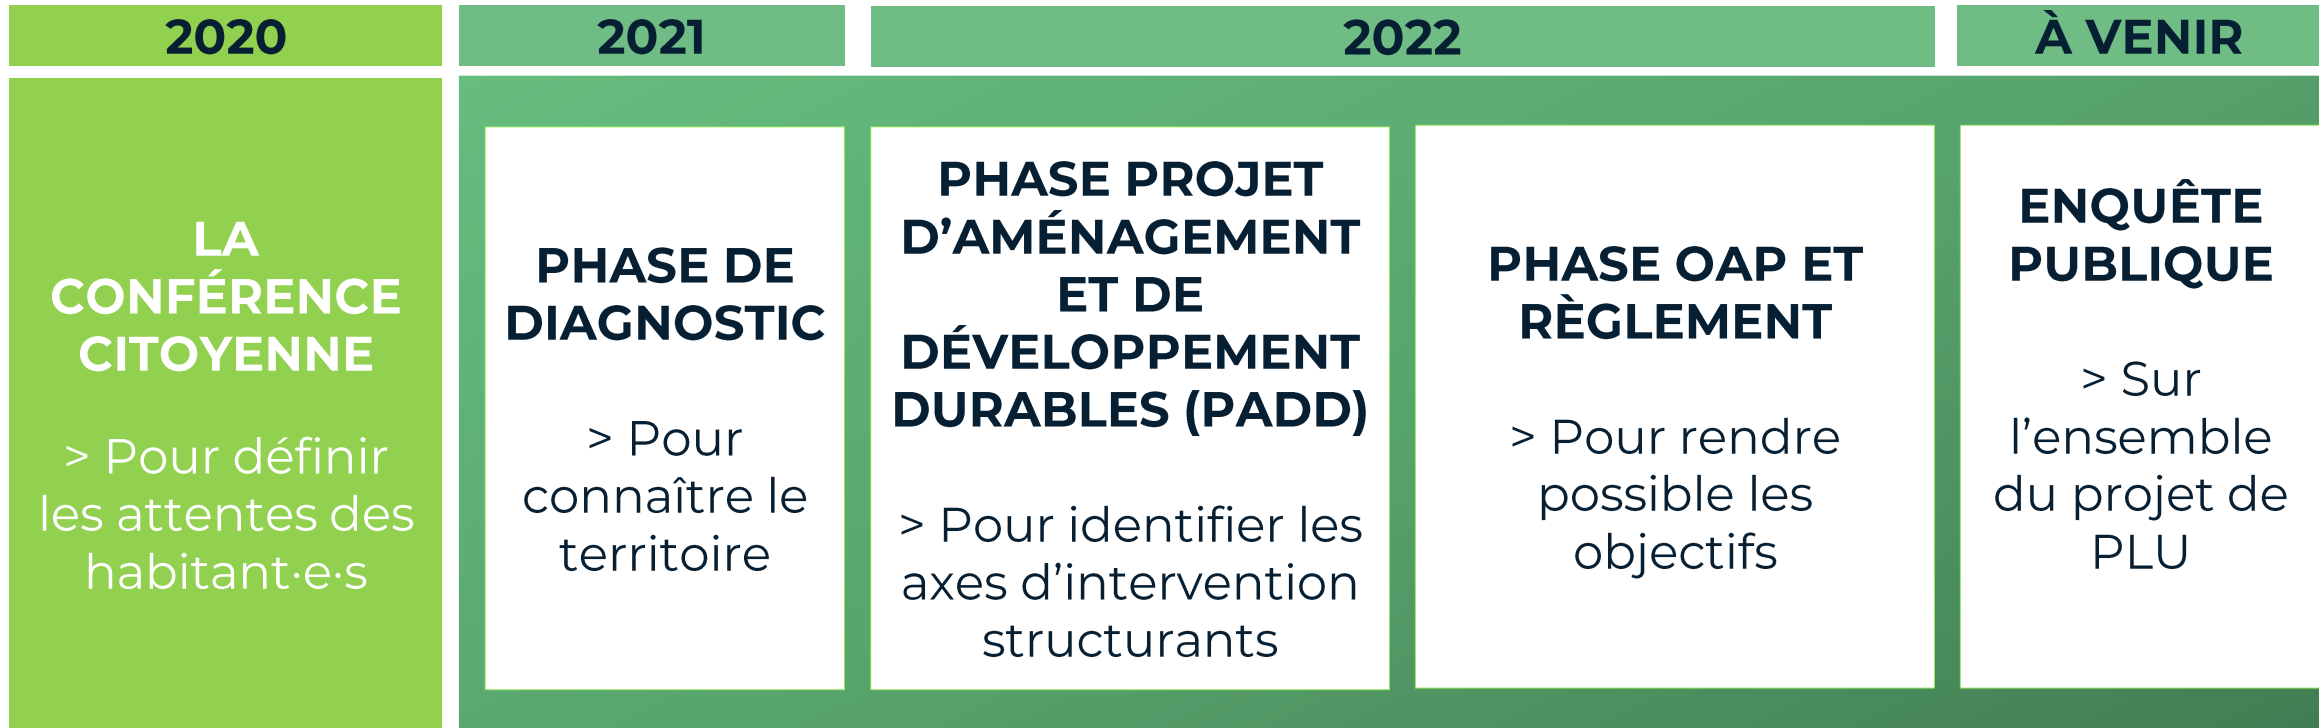 2020
LA
CONFÉRENCE
CITOYENNE
> Pour définir
les attentes des
habitant·e·s
2021
PHASE DE
DIAGNOSTIC
> Pour
connaître le
territoire
2022
PHASE PROJET
D’AMÉNAGEMENT
ET DE
DÉVELOPPEMENT
DURABLES (PADD)
> Pour identifier les
axes d’intervention
structurants
PHASE OAP ET
RÈGLEMENT
> Pour rendre
possible les
objectifs
À VENIR
ENQUÊTE
PUBLIQUE
> Sur
l’ensemble
du projet de
PLU